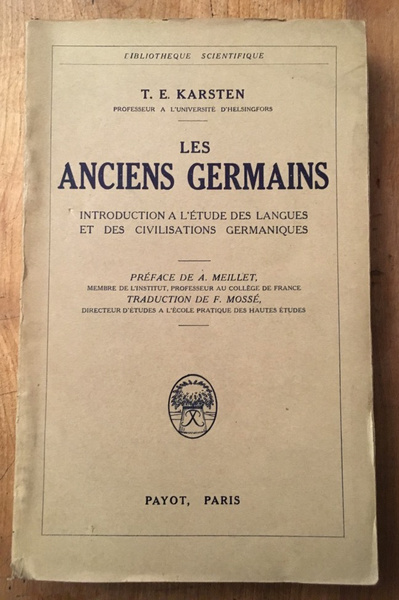 BIBLIOTHEQUE SCIENTIFIQUE
T. E. KARSTEN
PROFESSEUR A L'UNIVERSITÉ D'HELSINGFORS
LES
ANCIENS GERMAINS
INTRODUCTION A L'ÉTUDE DES LANGUES
ET DES CIVILISATIONS GERMANIQUES
PRÉFACE DE A. MEILLET,
MEMBRE DE L'INSTITUT, PROFESSEUR AU COLLÈGE DE FRANCE
TRADUCTION DE F. MOSSÉ,
DIRECTEUR D'ÉTUDES A L'ÉCOLE PRATIQUE DES HAUTES ÉTUDES
PAYOT, PARIS